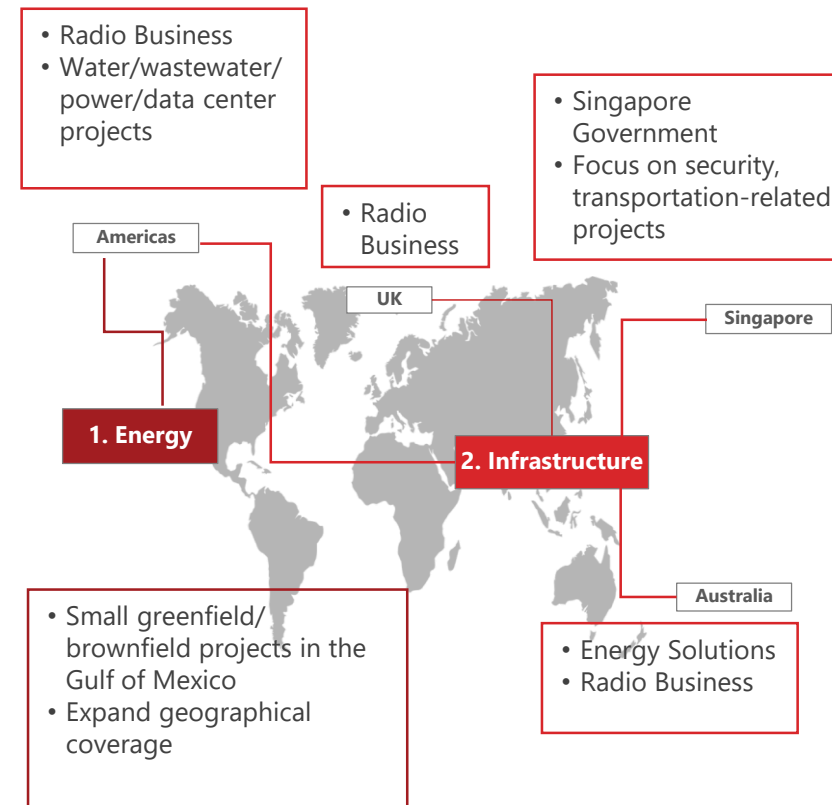 • Radio Business
• Water/wastewater/
power/data center
projects
• Singapore
Government
• Focus on security,
transportation-related
projects
• Radio
Business
Americas
UK
Singapore
1. Energy
2. Infrastructure
Australia
• Small greenfield/
brownfield projects in the
Gulf of Mexico
• Expand geographical
coverage
• Energy Solutions
• Radio Business